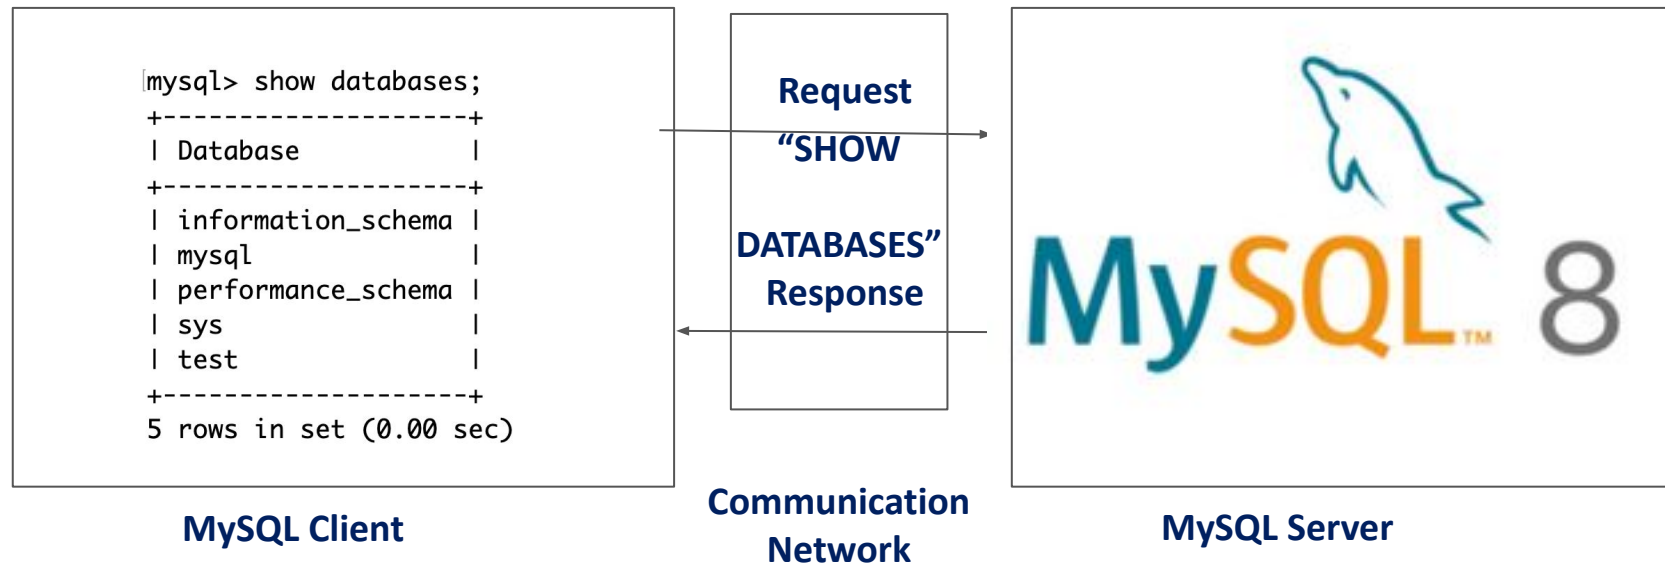 mysql> show databases;
+--------------------+
| Database           |
+--------------------+
| information_schema |
| mysql              |
| performance_schema |
| sys                |
| test               |
+--------------------+
5 rows in set (0.00 sec)
MySQL Client
Request
“SHOW
DATABASES”
Response
Communication
Network
MySQL™ 8
MySQL Server